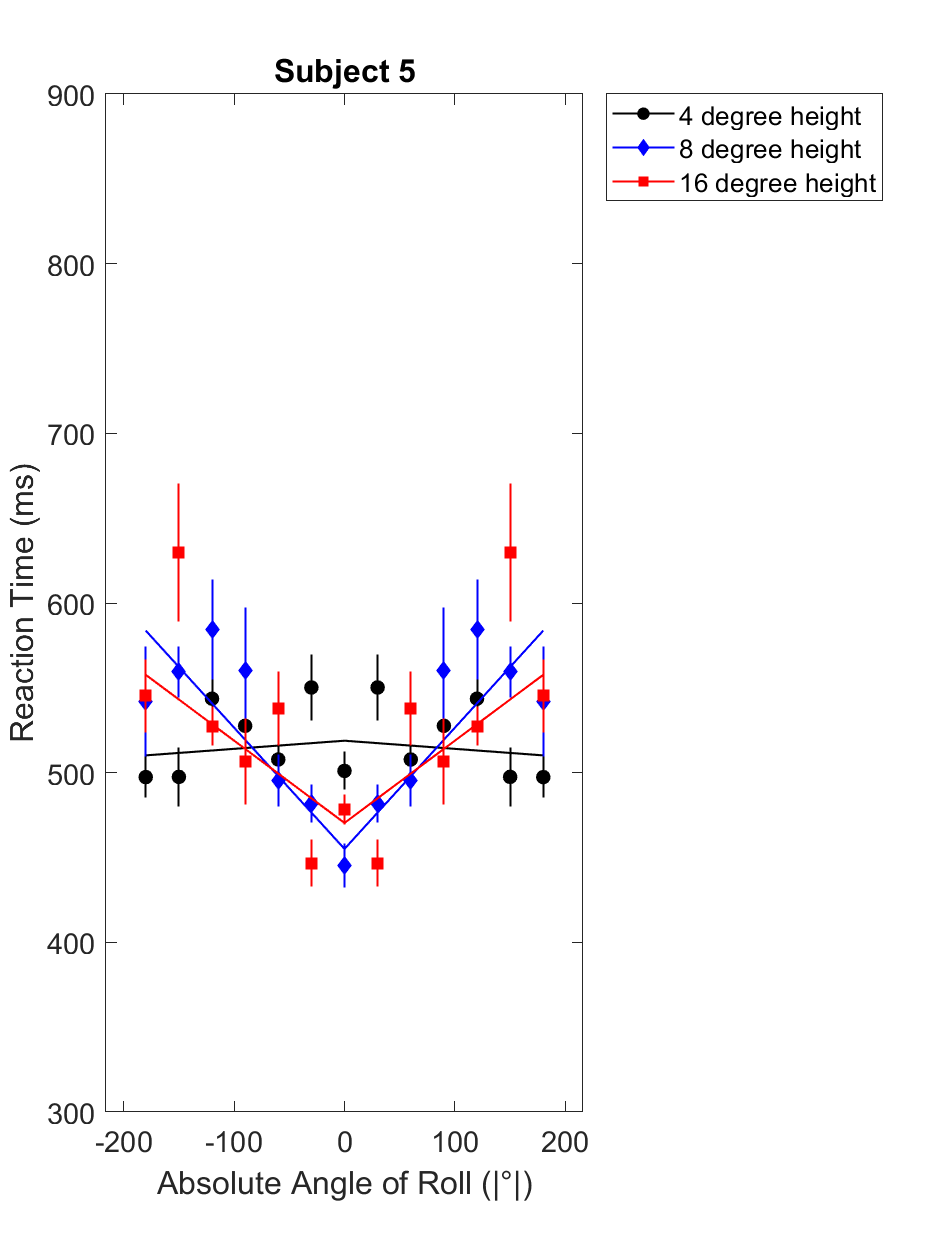 Subject 5
900
800
700
600
500
400
300
-200 -100 0 100 200
Reaction Time (ms)
Absolute Angle of Roll (|°|)
4 degree height
8 degree height
16 degree height